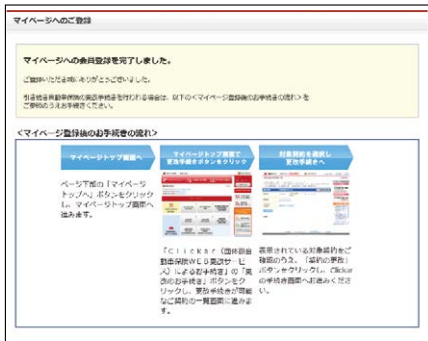 マイページへのご登録
マイページへの会員登録を完了しました。
ご登録いただき誠にありがとうございました。
引き続き自動車保険の更改手続きを行われる場合は、以下の<マイページ登録後のお手続きの流れ>を
ご参照のうえお手続きください。
<マイページ登録後のお手続きの流れ>
マイページトップ画面へ
マイページトップ画面で
更改手続きボタンをクリック
対象契約を選択し
更改手続きへ
ページ下部の「マイページ
トップへ」ボタンをクリック
し、マイページトップ画面へ
進みます。
「Ｃｌｉｃｋａｒ（団体扱自
動車保険ＷＥＢ更改サービ
ス）によるお手続き」の「更
改のお手続き」ボタンをク
リックし、更改手続きが可能
なご契約の一覧画面に進みま
す。
表示されている対象契約をご
確認のうえ、「契約の更改」
ボタンをクリックし、Clickar
の手続き画面へお進みくださ
い。